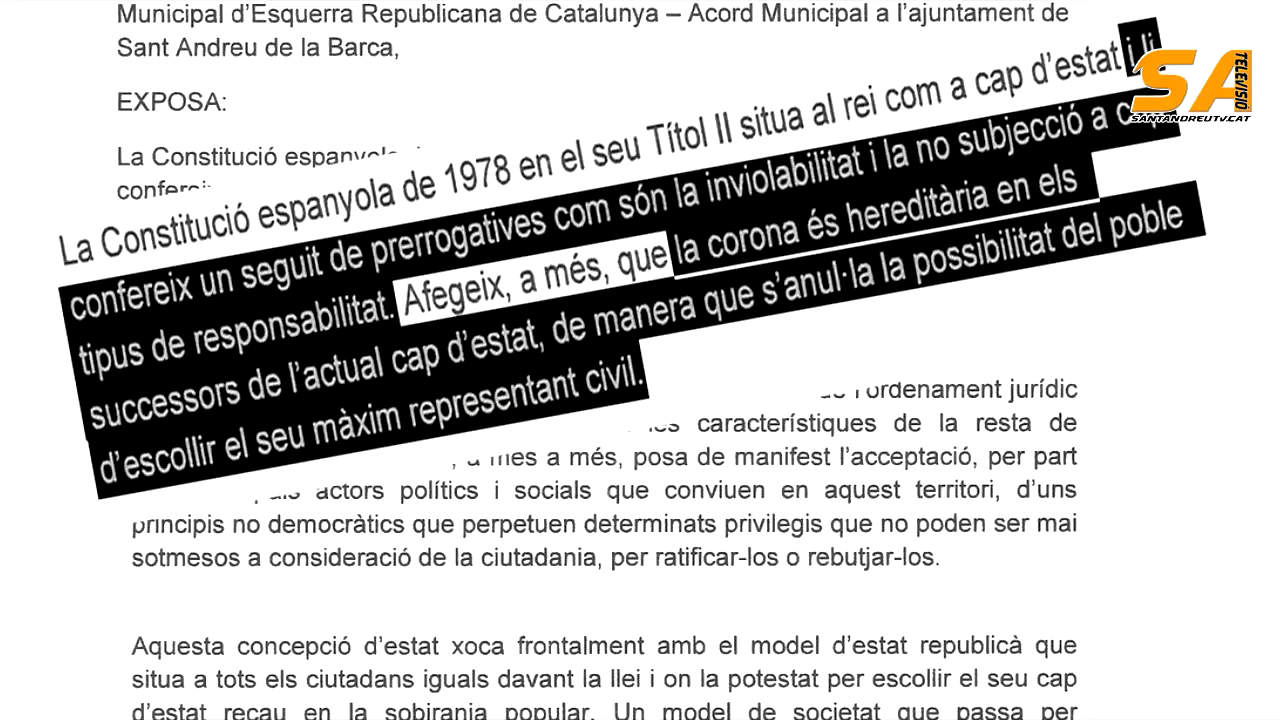 Municipal d’Esquerra Republicana de Catalunya – Acord Municipal a l’ajuntament de
Sant Andreu de la Barca,
EXPOSA:
La Constitució espanyola
confereix
La Constitució espanyola de 1978 en el seu Títol II situa al rei com a cap d’estat i li
confereix un seguit de prerrogatives com són la inviolabilitat i la no subjecció a cap
tipus de responsabilitat. Afegeix, a més, que la corona és hereditària en els
successors de l’actual cap d’estat, de manera que s’anul·la la possibilitat del poble
d’escollir el seu màxim representant civil.
l’ordenament jurídic
les característiques de la resta de
, a més a més, posa de manifest l’acceptació, per part
actors polítics i socials que conviuen en aquest territori, d’uns
principis no democràtics que perpetuen determinats privilegis que no poden ser mai
sotmesos a consideració de la ciutadania, per ratificar-los o rebutjar-los.
Aquesta concepció d’estat xoca frontalment amb el model d’estat republicà que
situa a tots els ciutadans iguals davant la llei i on la potestat per escollir el seu cap
d’estat recau en la sobirania popular. Un model de societat que passa per
SA TELEVISIÓ
SANTANDREUTV.CAT